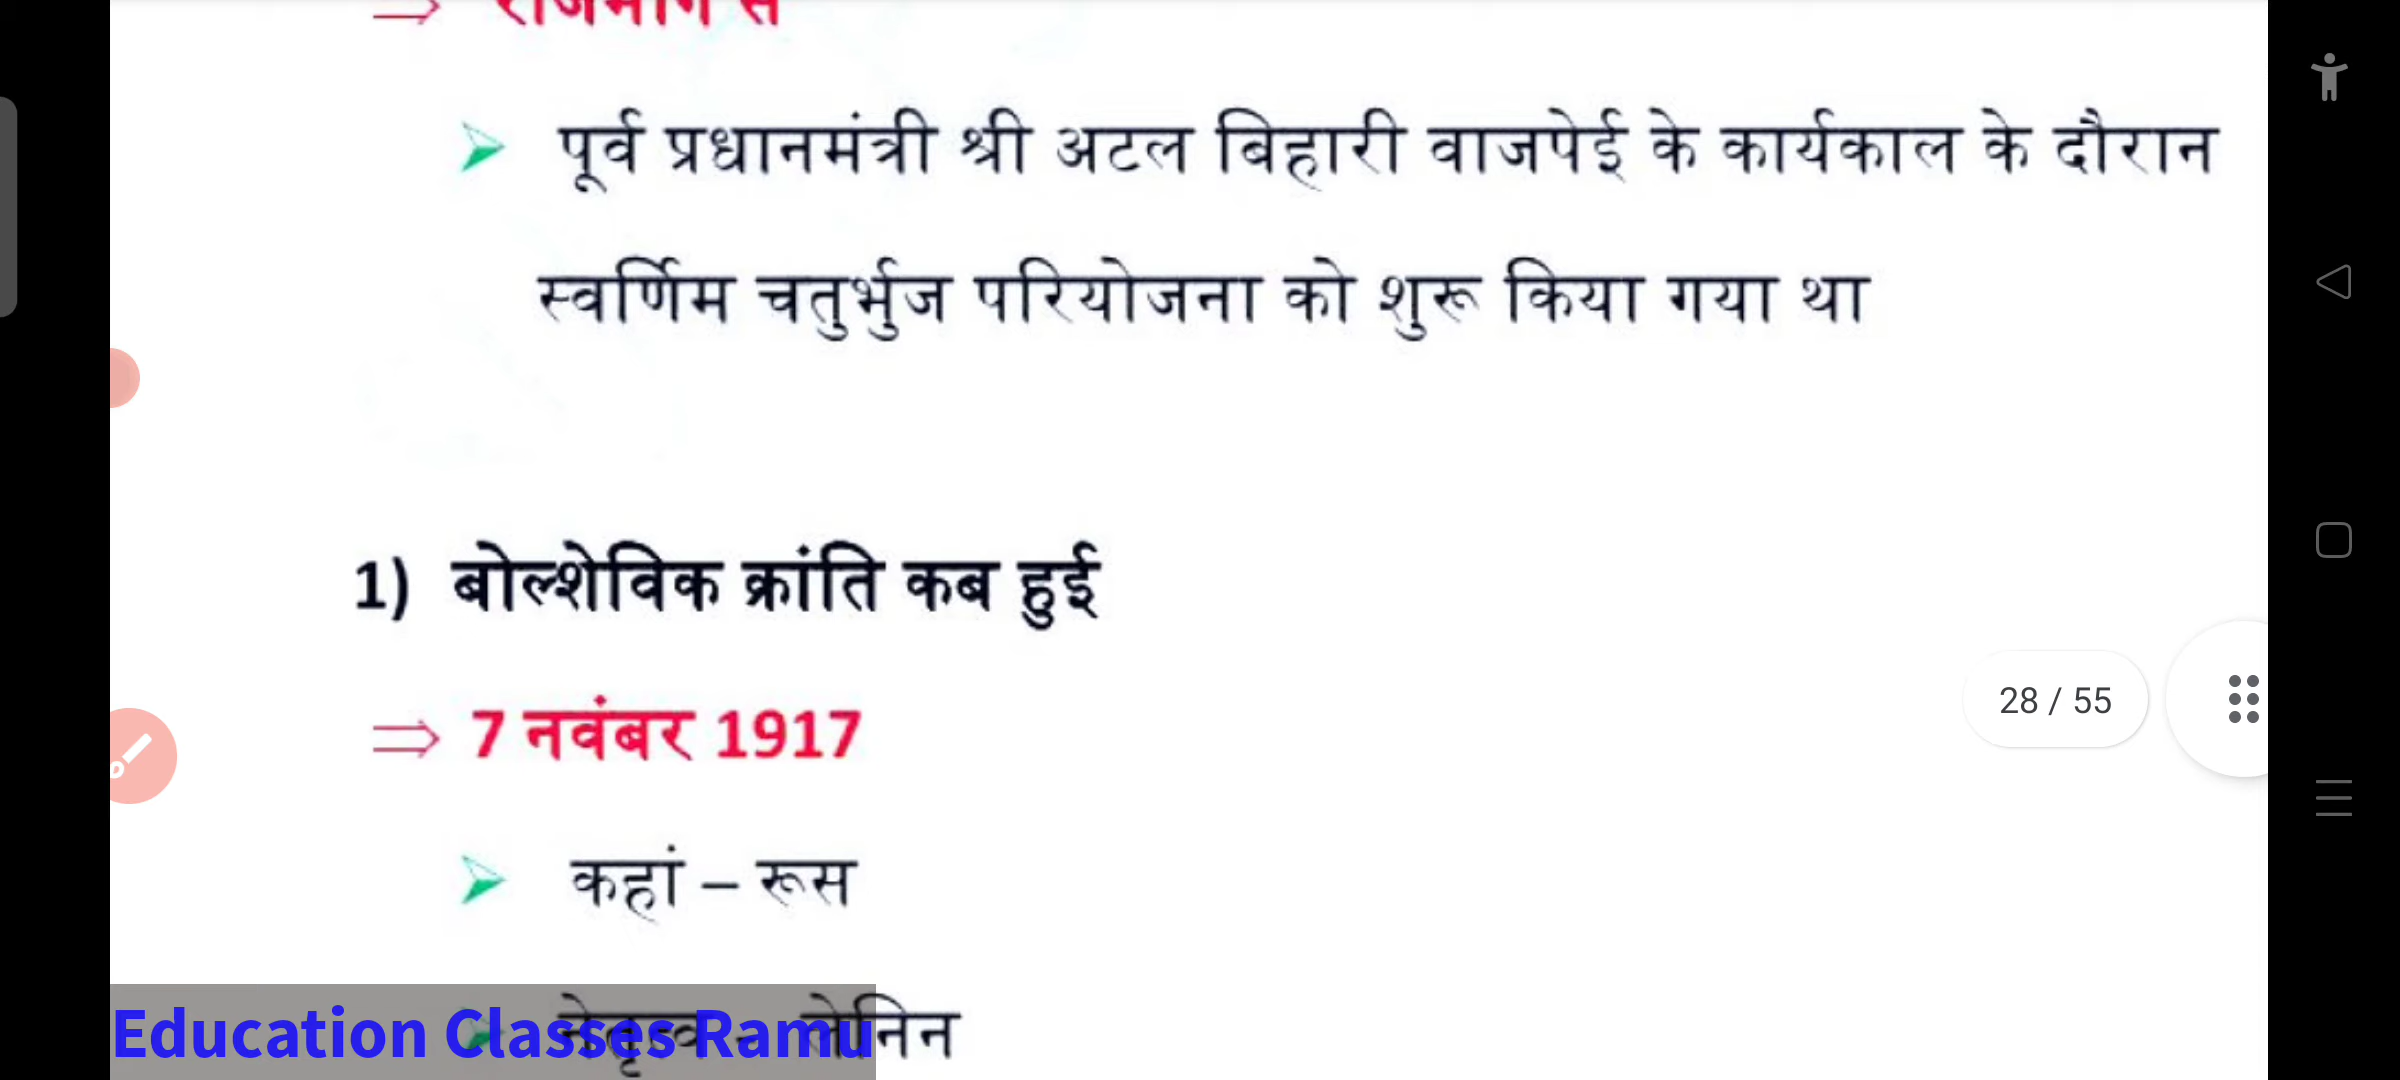 ⇒ राजमार्ग से
➤ पूर्व प्रधानमंत्री श्री अटल बिहारी वाजपेई के कार्यकाल के दौरान
स्वर्णिम चतुर्भुज परियोजना को शुरू किया गया था
1) बोल्शेविक क्रांति कब हुई
⇒ 7 नवंबर 1917
28 / 55
➤ कहां – रूस
➤ नेतृत्व – लेनिन
Education Classes Ramu